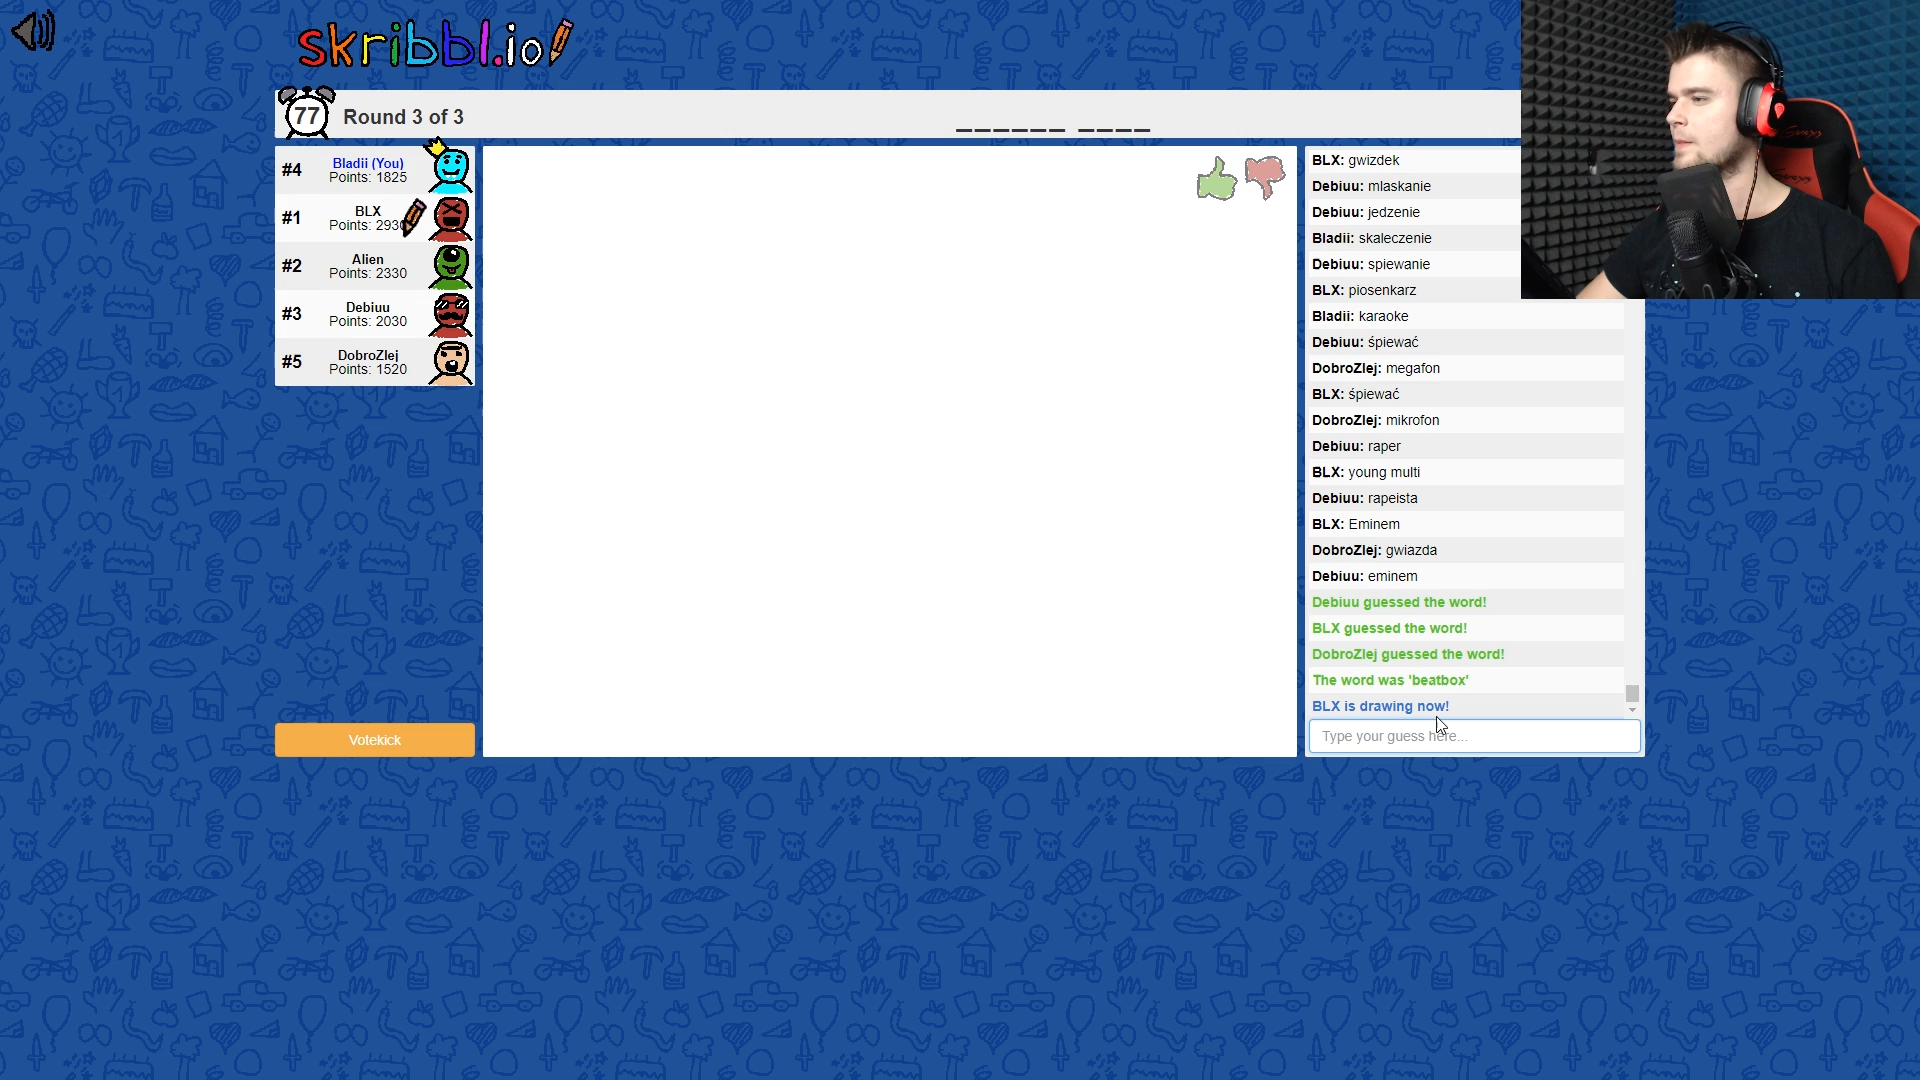 skribbl.io
77
Round 3 of 3
______ ____
#4
Bladii (You)
Points: 1825
#1
BLX
Points: 2930
#2
Alien
Points: 2330
#3
Debiuu
Points: 2030
#5
DobroZlej
Points: 1520
Votekick
BLX: gwizdek
Debiuu: mlaskanie
Debiuu: jedzenie
Bladii: skaleczenie
Debiuu: spiewanie
BLX: piosenkarz
Bladii: karaoke
Debiuu: śpiewać
DobroZlej: megafon
BLX: śpiewać
DobroZlej: mikrofon
Debiuu: raper
BLX: young multi
Debiuu: rapeista
BLX: Eminem
DobroZlej: gwiazda
Debiuu: eminem
Debiuu guessed the word!
BLX guessed the word!
DobroZlej guessed the word!
The word was 'beatbox'
BLX is drawing now!
Type your guess here...